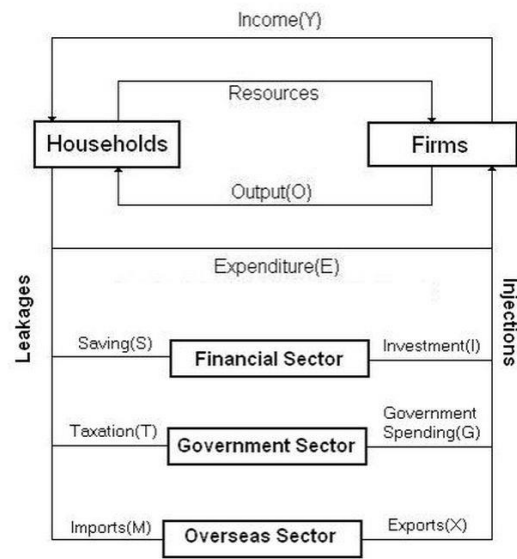 Income(Y)
Resources
Households
Firms
Output(O)
Expenditure(E)
Leakages
Injections
Saving(S)
Financial Sector
Investment(I)
Taxation(T)
Government Sector
Government
Spending(G)
Imports(M)
Overseas Sector
Exports(X)